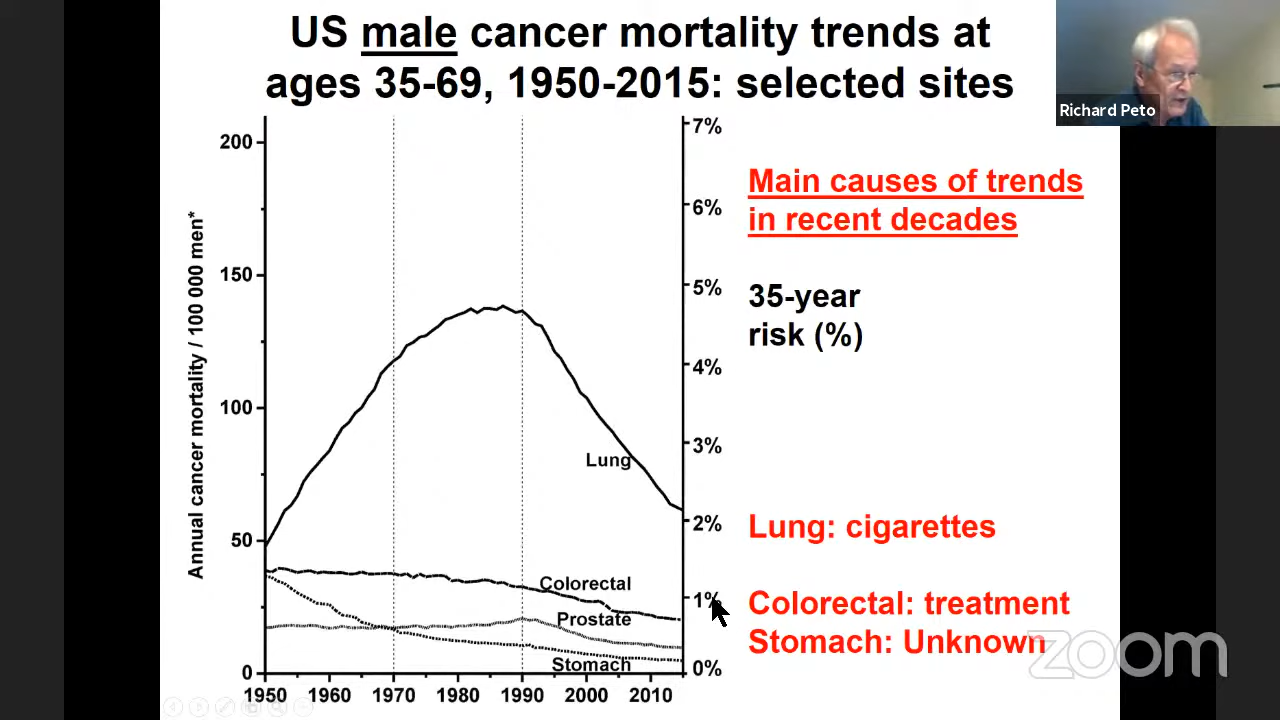 US male cancer mortality trends at
ages 35-69, 1950-2015: selected sites
Richard Peto
Annual cancer mortality / 100 000 men*
200
150
100
50
0
7%
6%
5%
4%
3%
2%
1%
0%
Lung
Colorectal
Prostate
Stomach
1950 1960 1970 1980 1990 2000 2010
Main causes of trends
in recent decades
35-year
risk (%)
Lung: cigarettes
Colorectal: treatment
Stomach: Unknown
zoom